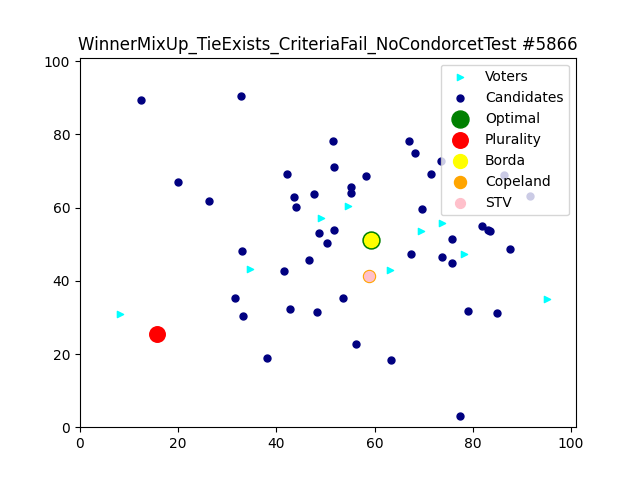 WinnerMixUp_TieExists_CriteriaFail_NoCondorcetTest #5866
Voters
Candidates
Optimal
Plurality
Borda
Copeland
STV
100
80
60
40
20
0
0 20 40 60 80 100